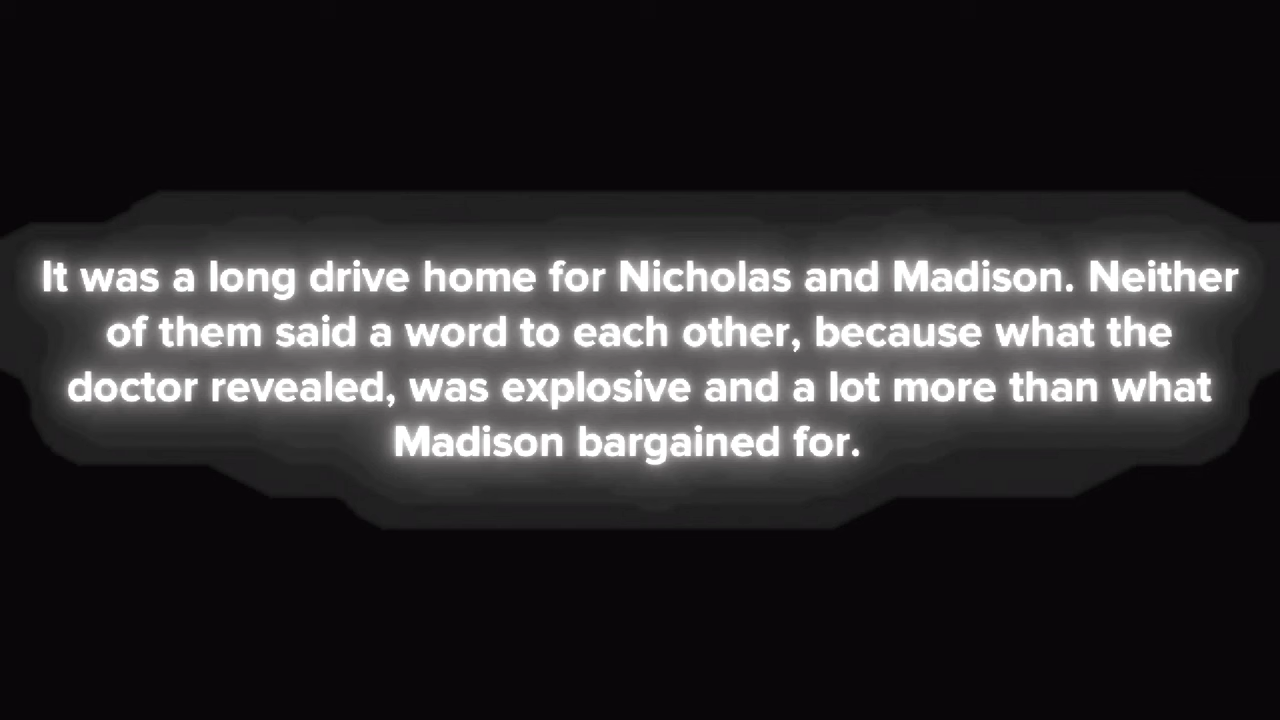 It was a long drive home for Nicholas and Madison. Neither
of them said a word to each other, because what the
doctor revealed, was explosive and a lot more than what
Madison bargained for.